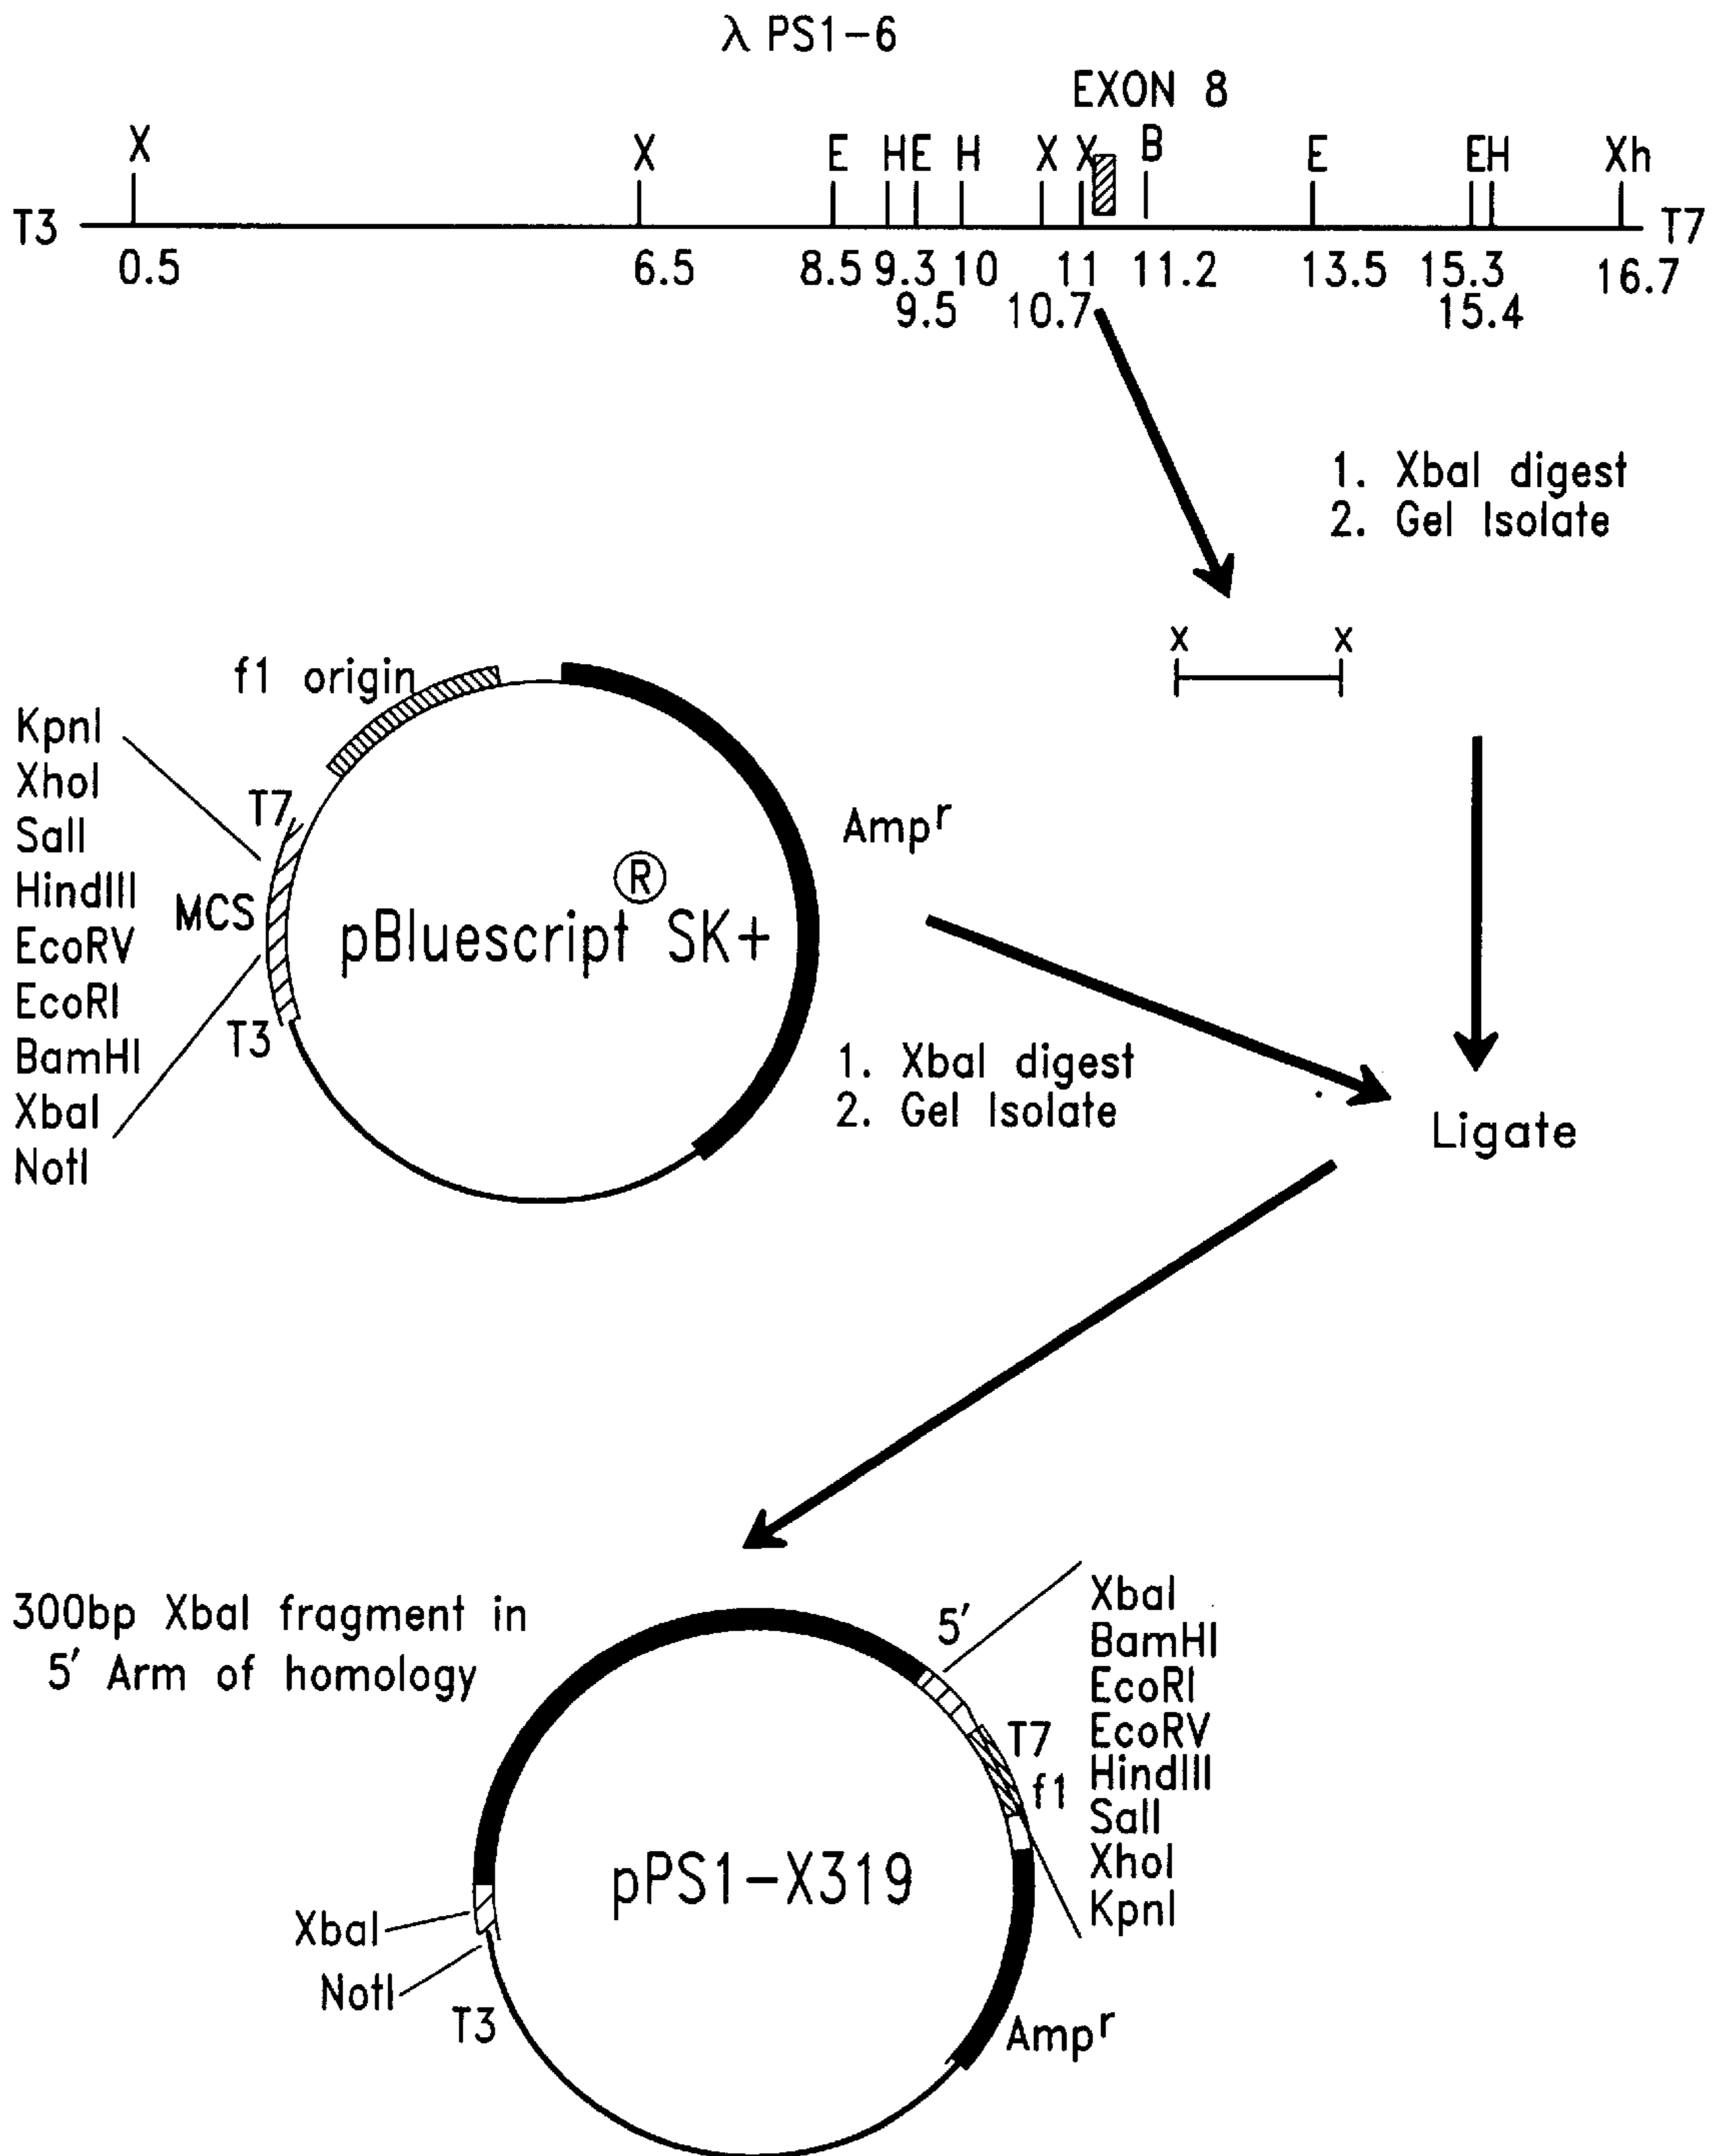 λ PS1-6
EXON 8
X X E H E H X X B E E H Xh
T3 T7
0.5 6.5 8.5 9.3 10 11 11.2 13.5 15.3 16.7
9.5 10.7 15.4
1. XbaI digest
2. Gel Isolate
x x
f1 origin
KpnI
XhoI
SalI
HindIII
EcoRV
EcoRI
BamHI
XbaI
NotI
T7
MCS
T3
pBluescript® SK+
Ampr
1. XbaI digest
2. Gel Isolate
Ligate
300bp XbaI fragment in
5' Arm of homology
5'
XbaI
BamHI
EcoRI
EcoRV
HindIII
SalI
XhoI
KpnI
T7
f1
pPS1-X319
XbaI
NotI
T3
Ampr